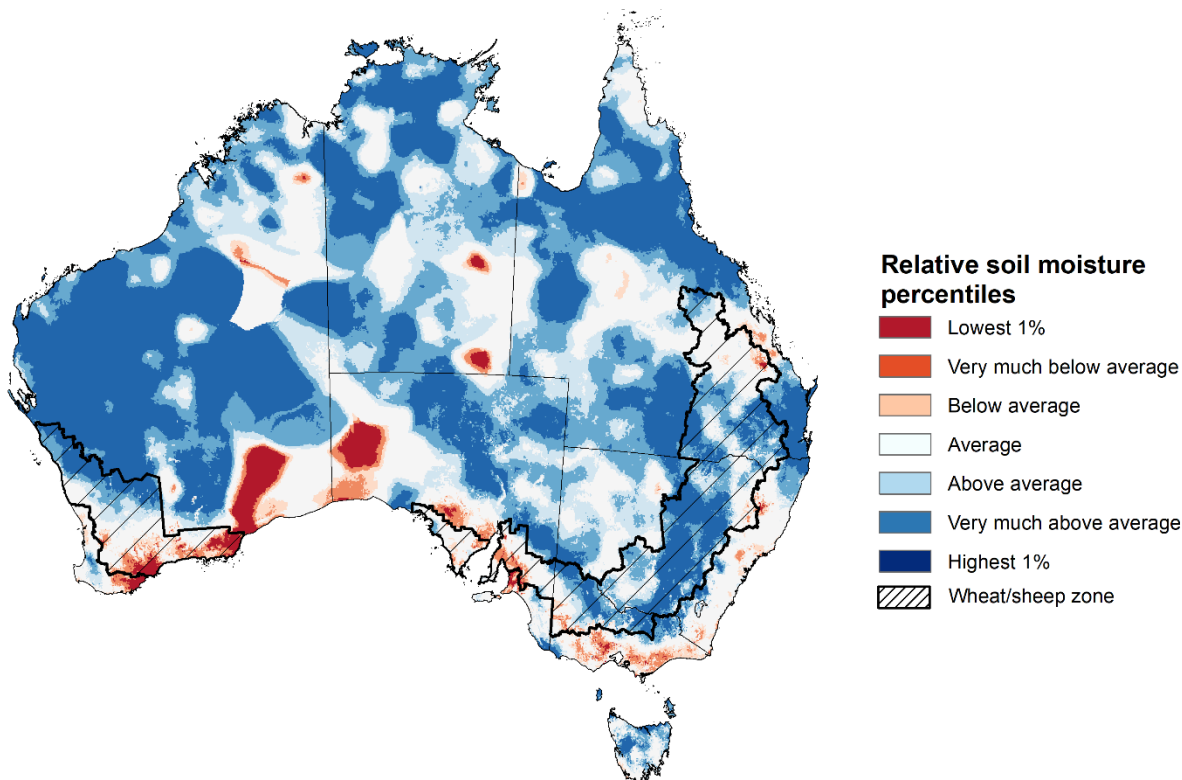 Relative soil moisture
percentiles
Lowest 1%
Very much below average
Below average
Average
Above average
Very much above average
Highest 1%
Wheat/sheep zone